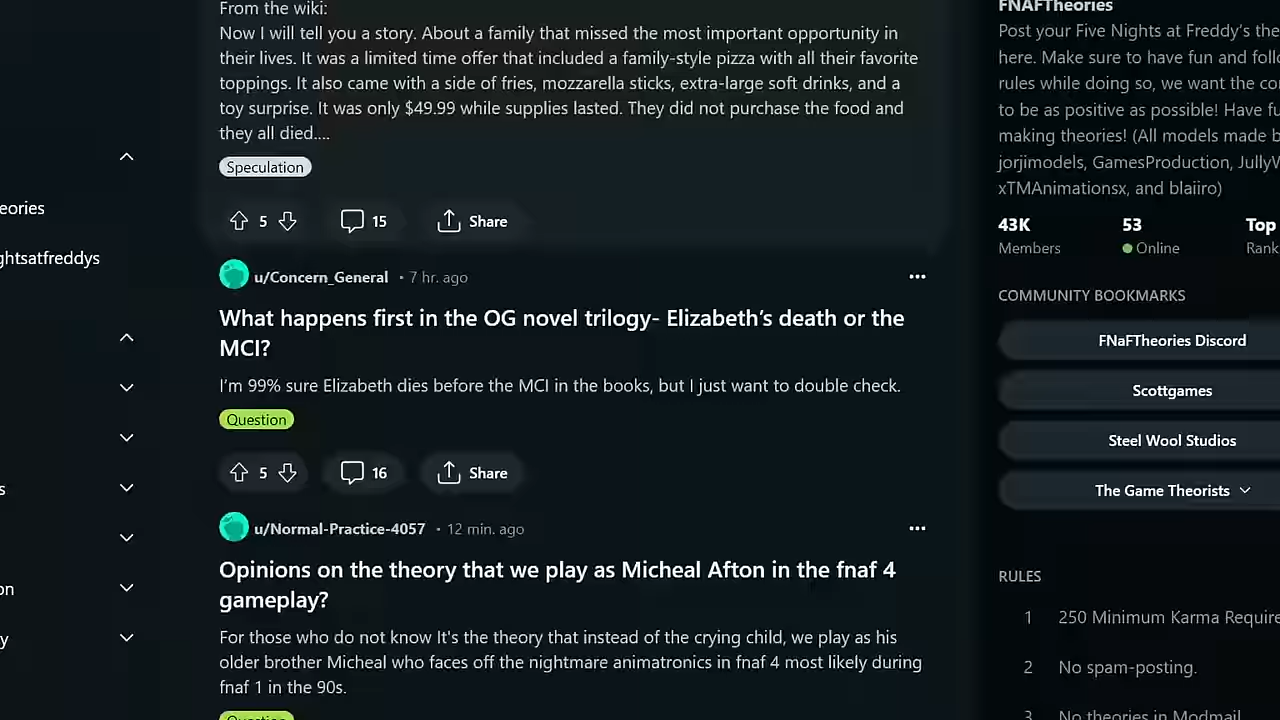 From the wiki:
Now I will tell you a story. About a family that missed the most important opportunity in
their lives. It was a limited time offer that included a family-style pizza with all their favorite
toppings. It also came with a side of fries, mozzarella sticks, extra-large soft drinks, and a
toy surprise. It was only $49.99 while supplies lasted. They did not purchase the food and
they all died....
Speculation
5
15
Share
u/Concern_General • 7 hr. ago
What happens first in the OG novel trilogy- Elizabeth’s death or the
MCI?
I’m 99% sure Elizabeth dies before the MCI in the books, but I just want to double check.
Question
5
16
Share
u/Normal-Practice-4057 • 12 min. ago
Opinions on the theory that we play as Micheal Afton in the fnaf 4
gameplay?
For those who do not know It's the theory that instead of the crying child, we play as his
older brother Micheal who faces off the nightmare animatronics in fnaf 4 most likely during
fnaf 1 in the 90s.
Question
eories
ghtsatfreddys
s
on
y
FNAFTheories
Post your Five Nights at Freddy's the
here. Make sure to have fun and follo
rules while doing so, we want the co
to be as positive as possible! Have fu
making theories! (All models made b
jorjimodels, GamesProduction, JullyW
xTMAnimationsx, and blaiiro)
43K
Members
53
Online
Top
Rank
COMMUNITY BOOKMARKS
FNaFTheories Discord
Scottgames
Steel Wool Studios
The Game Theorists
RULES
1 250 Minimum Karma Require
2 No spam-posting.
3 No theories in Modmail